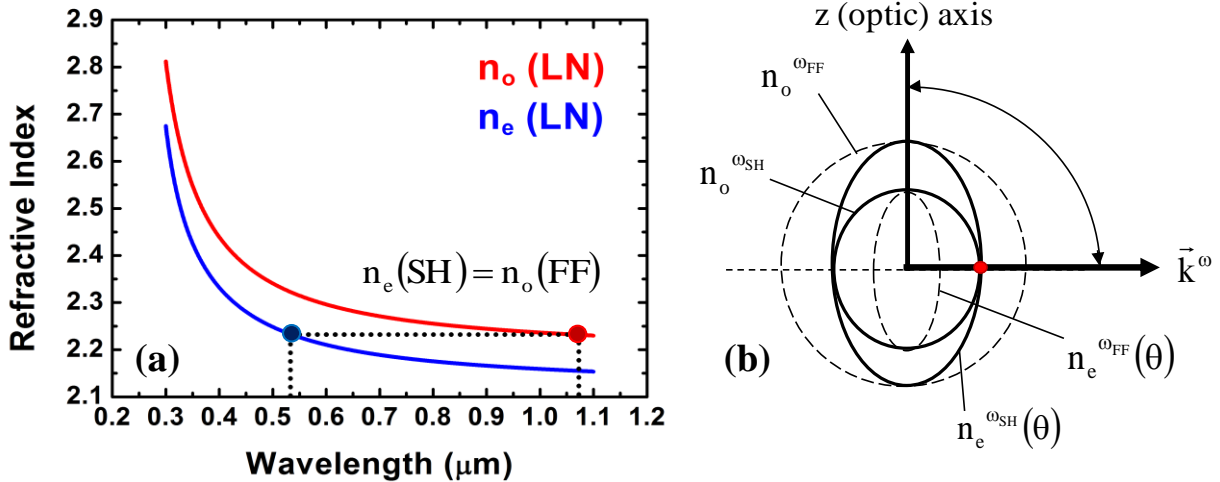 2.9
2.8
2.7
2.6
2.5
2.4
2.3
2.2
2.1
0.2 0.3 0.4 0.5 0.6 0.7 0.8 0.9 1.0 1.1 1.2
Refractive Index
Wavelength (μm)
n_o (LN)
n_e (LN)
n_e(SH)=n_o(FF)
(a)
z (optic) axis
n_o^ω_FF
n_o^ω_SH
k⃗^ω
n_e^ω_FF(θ)
n_e^ω_SH(θ)
(b)